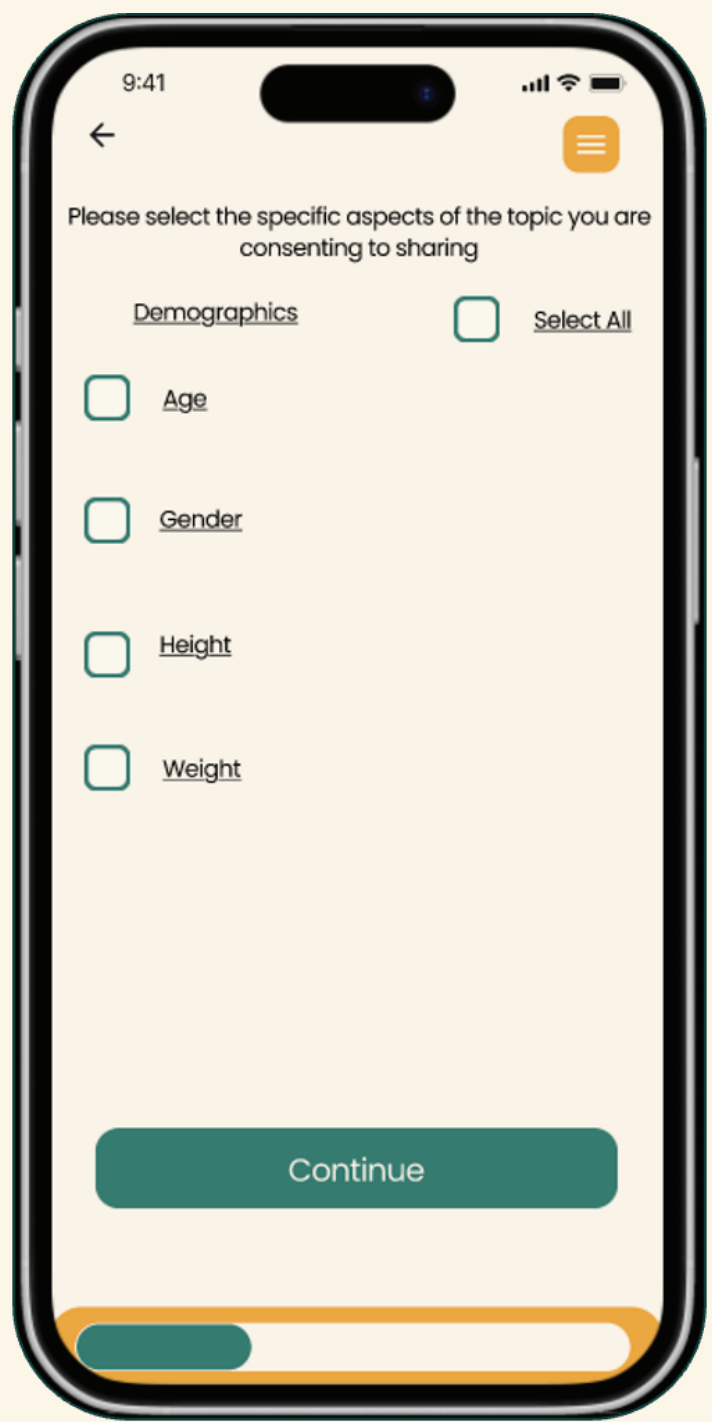 9:41
Please select the specific aspects of the topic you are
consenting to sharing
Demographics
Select All
Age
Gender
Height
Weight
Continue